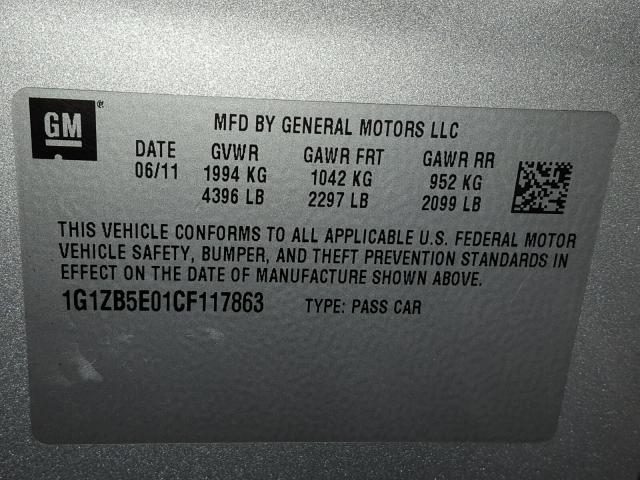 GM®
MFD BY GENERAL MOTORS LLC
DATE GVWR GAWR FRT GAWR RR
06/11 1994 KG 1042 KG 952 KG
4396 LB 2297 LB 2099 LB
THIS VEHICLE CONFORMS TO ALL APPLICABLE U.S. FEDERAL MOTOR
VEHICLE SAFETY, BUMPER, AND THEFT PREVENTION STANDARDS IN
EFFECT ON THE DATE OF MANUFACTURE SHOWN ABOVE.
1G1ZB5E01CF117863 TYPE: PASS CAR